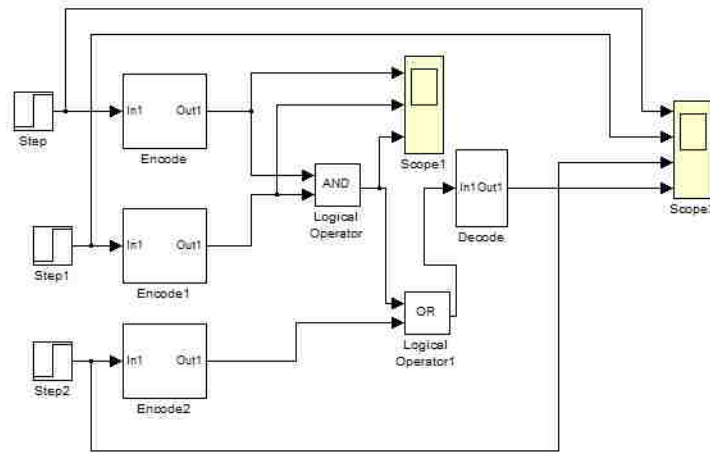 Step
In1 Out1
Encode
Scope1
AND
Logical
Operator
In1 Out1
Decode
Scope2
Step1
In1 Out1
Encode1
OR
Logical
Operator1
Step2
In1 Out1
Encode2